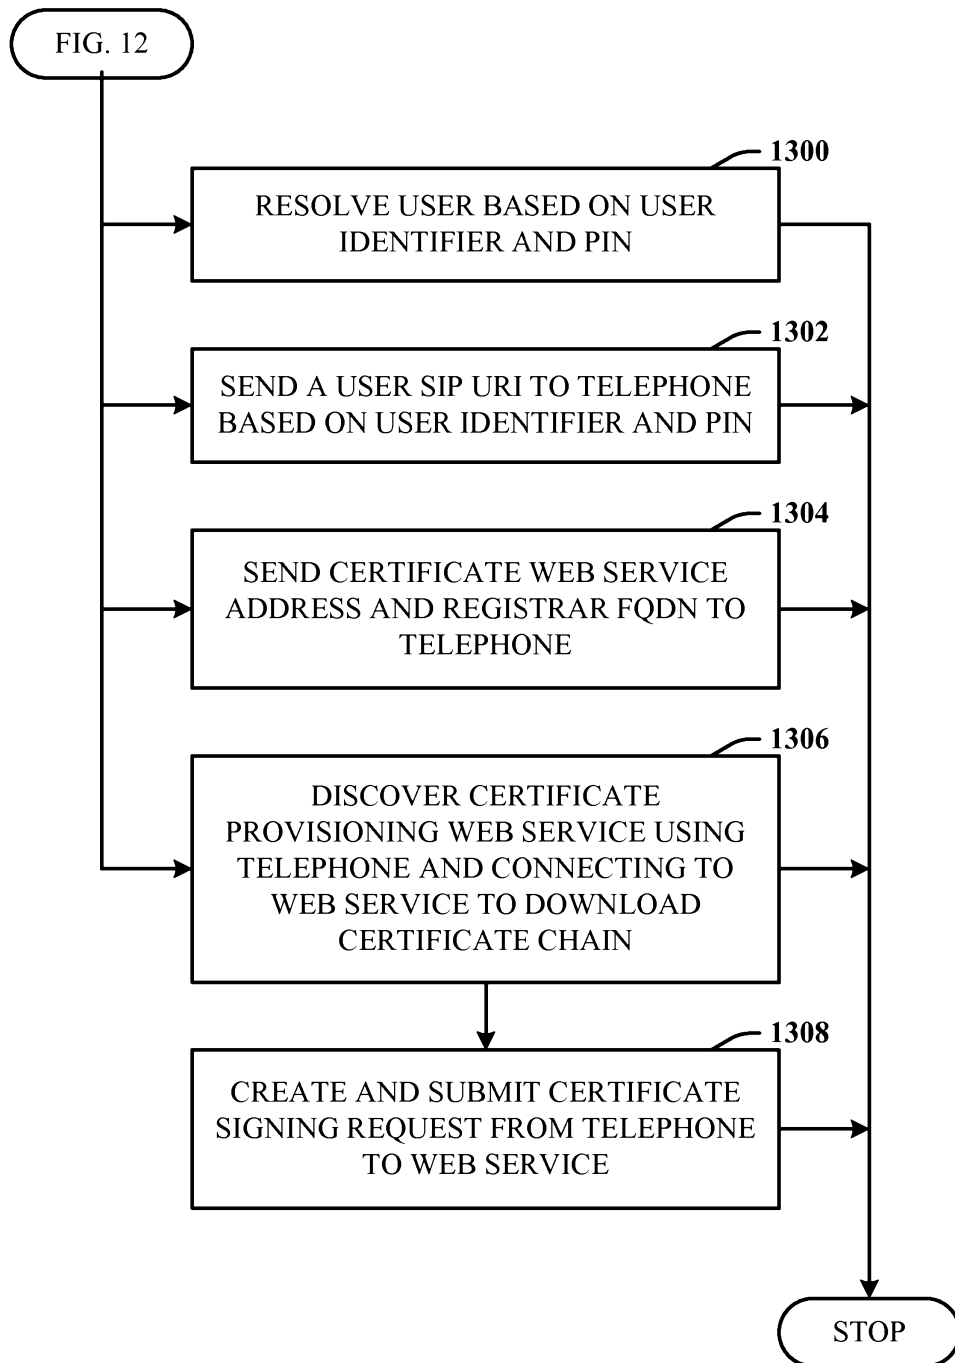 FIG. 12
1300
RESOLVE USER BASED ON USER
IDENTIFIER AND PIN
1302
SEND A USER SIP URI TO TELEPHONE
BASED ON USER IDENTIFIER AND PIN
1304
SEND CERTIFICATE WEB SERVICE
ADDRESS AND REGISTRAR FQDN TO
TELEPHONE
1306
DISCOVER CERTIFICATE
PROVISIONING WEB SERVICE USING
TELEPHONE AND CONNECTING TO
WEB SERVICE TO DOWNLOAD
CERTIFICATE CHAIN
1308
CREATE AND SUBMIT CERTIFICATE
SIGNING REQUEST FROM TELEPHONE
TO WEB SERVICE
STOP